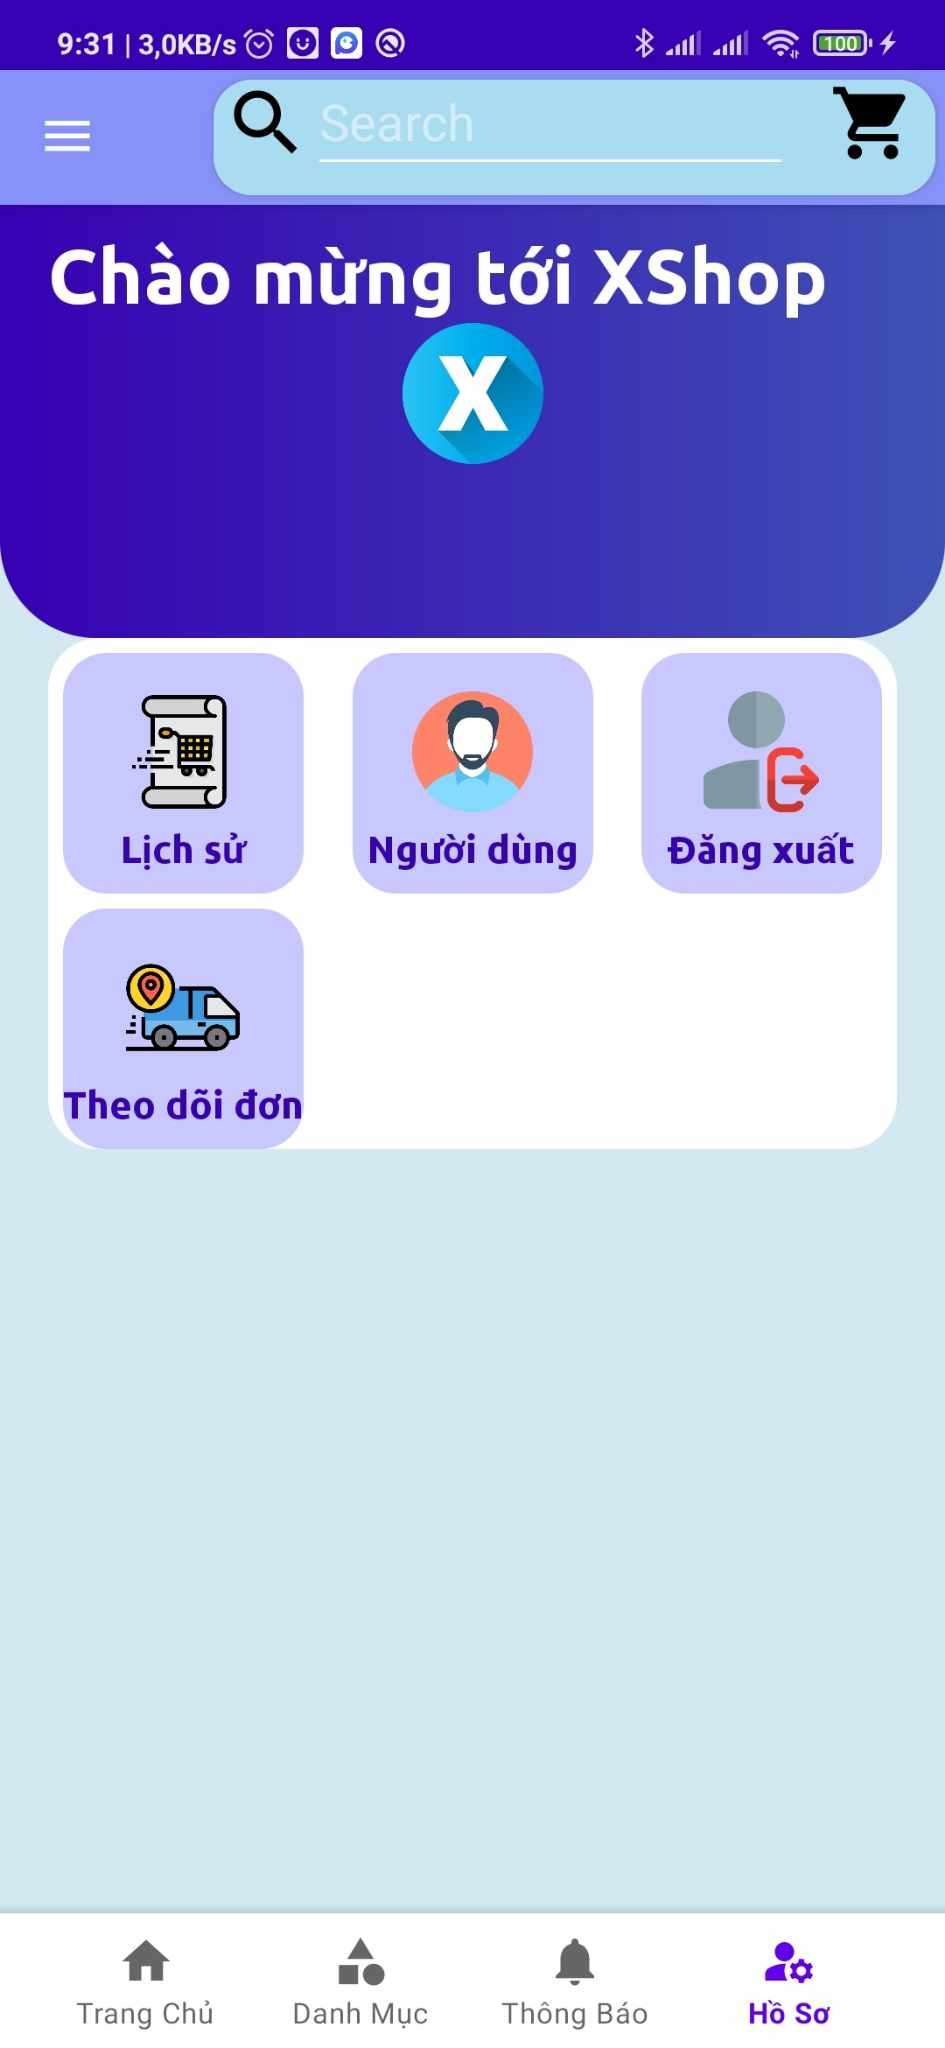 9:31 | 3,0KB/s 100
Search
Chào mừng tới XShop
X
Lịch sử Người dùng Đăng xuất
Theo dõi đơn
Trang Chủ Danh Mục Thông Báo Hồ Sơ